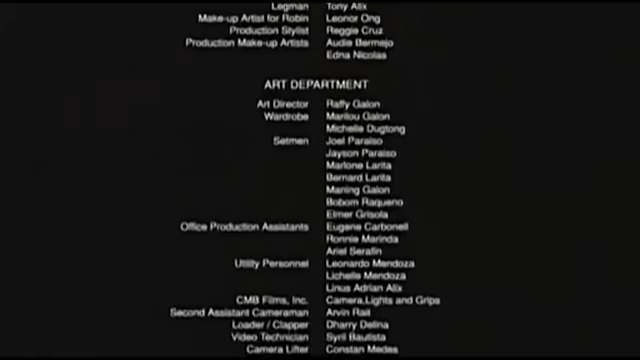 Legman Tony Alix
Make-up Artist for Robin Leonor Ong
Production Stylist Reggie Cruz
Production Make-up Artists Audie Bermejo
Edna Nicolas
ART DEPARTMENT
Art Director Raffy Galon
Wardrobe Marilou Galon
Michelle Dugtong
Setmen Joel Paraiso
Jayson Paraiso
Marlone Larita
Bernard Larita
Maning Galon
Bobom Raqueno
Elmer Grisola
Office Production Assistants Eugene Carbonell
Ronnie Marinda
Ariel Serafin
Utility Personnel Leonardo Mendoza
Lichelle Mendoza
Linus Adrian Alix
CMB Films, Inc. Camera,Lights and Grips
Second Assistant Cameraman Arvin Rail
Loader / Clapper Dharry Delina
Video Technician Syril Bautista
Camera Lifter Constan Medes